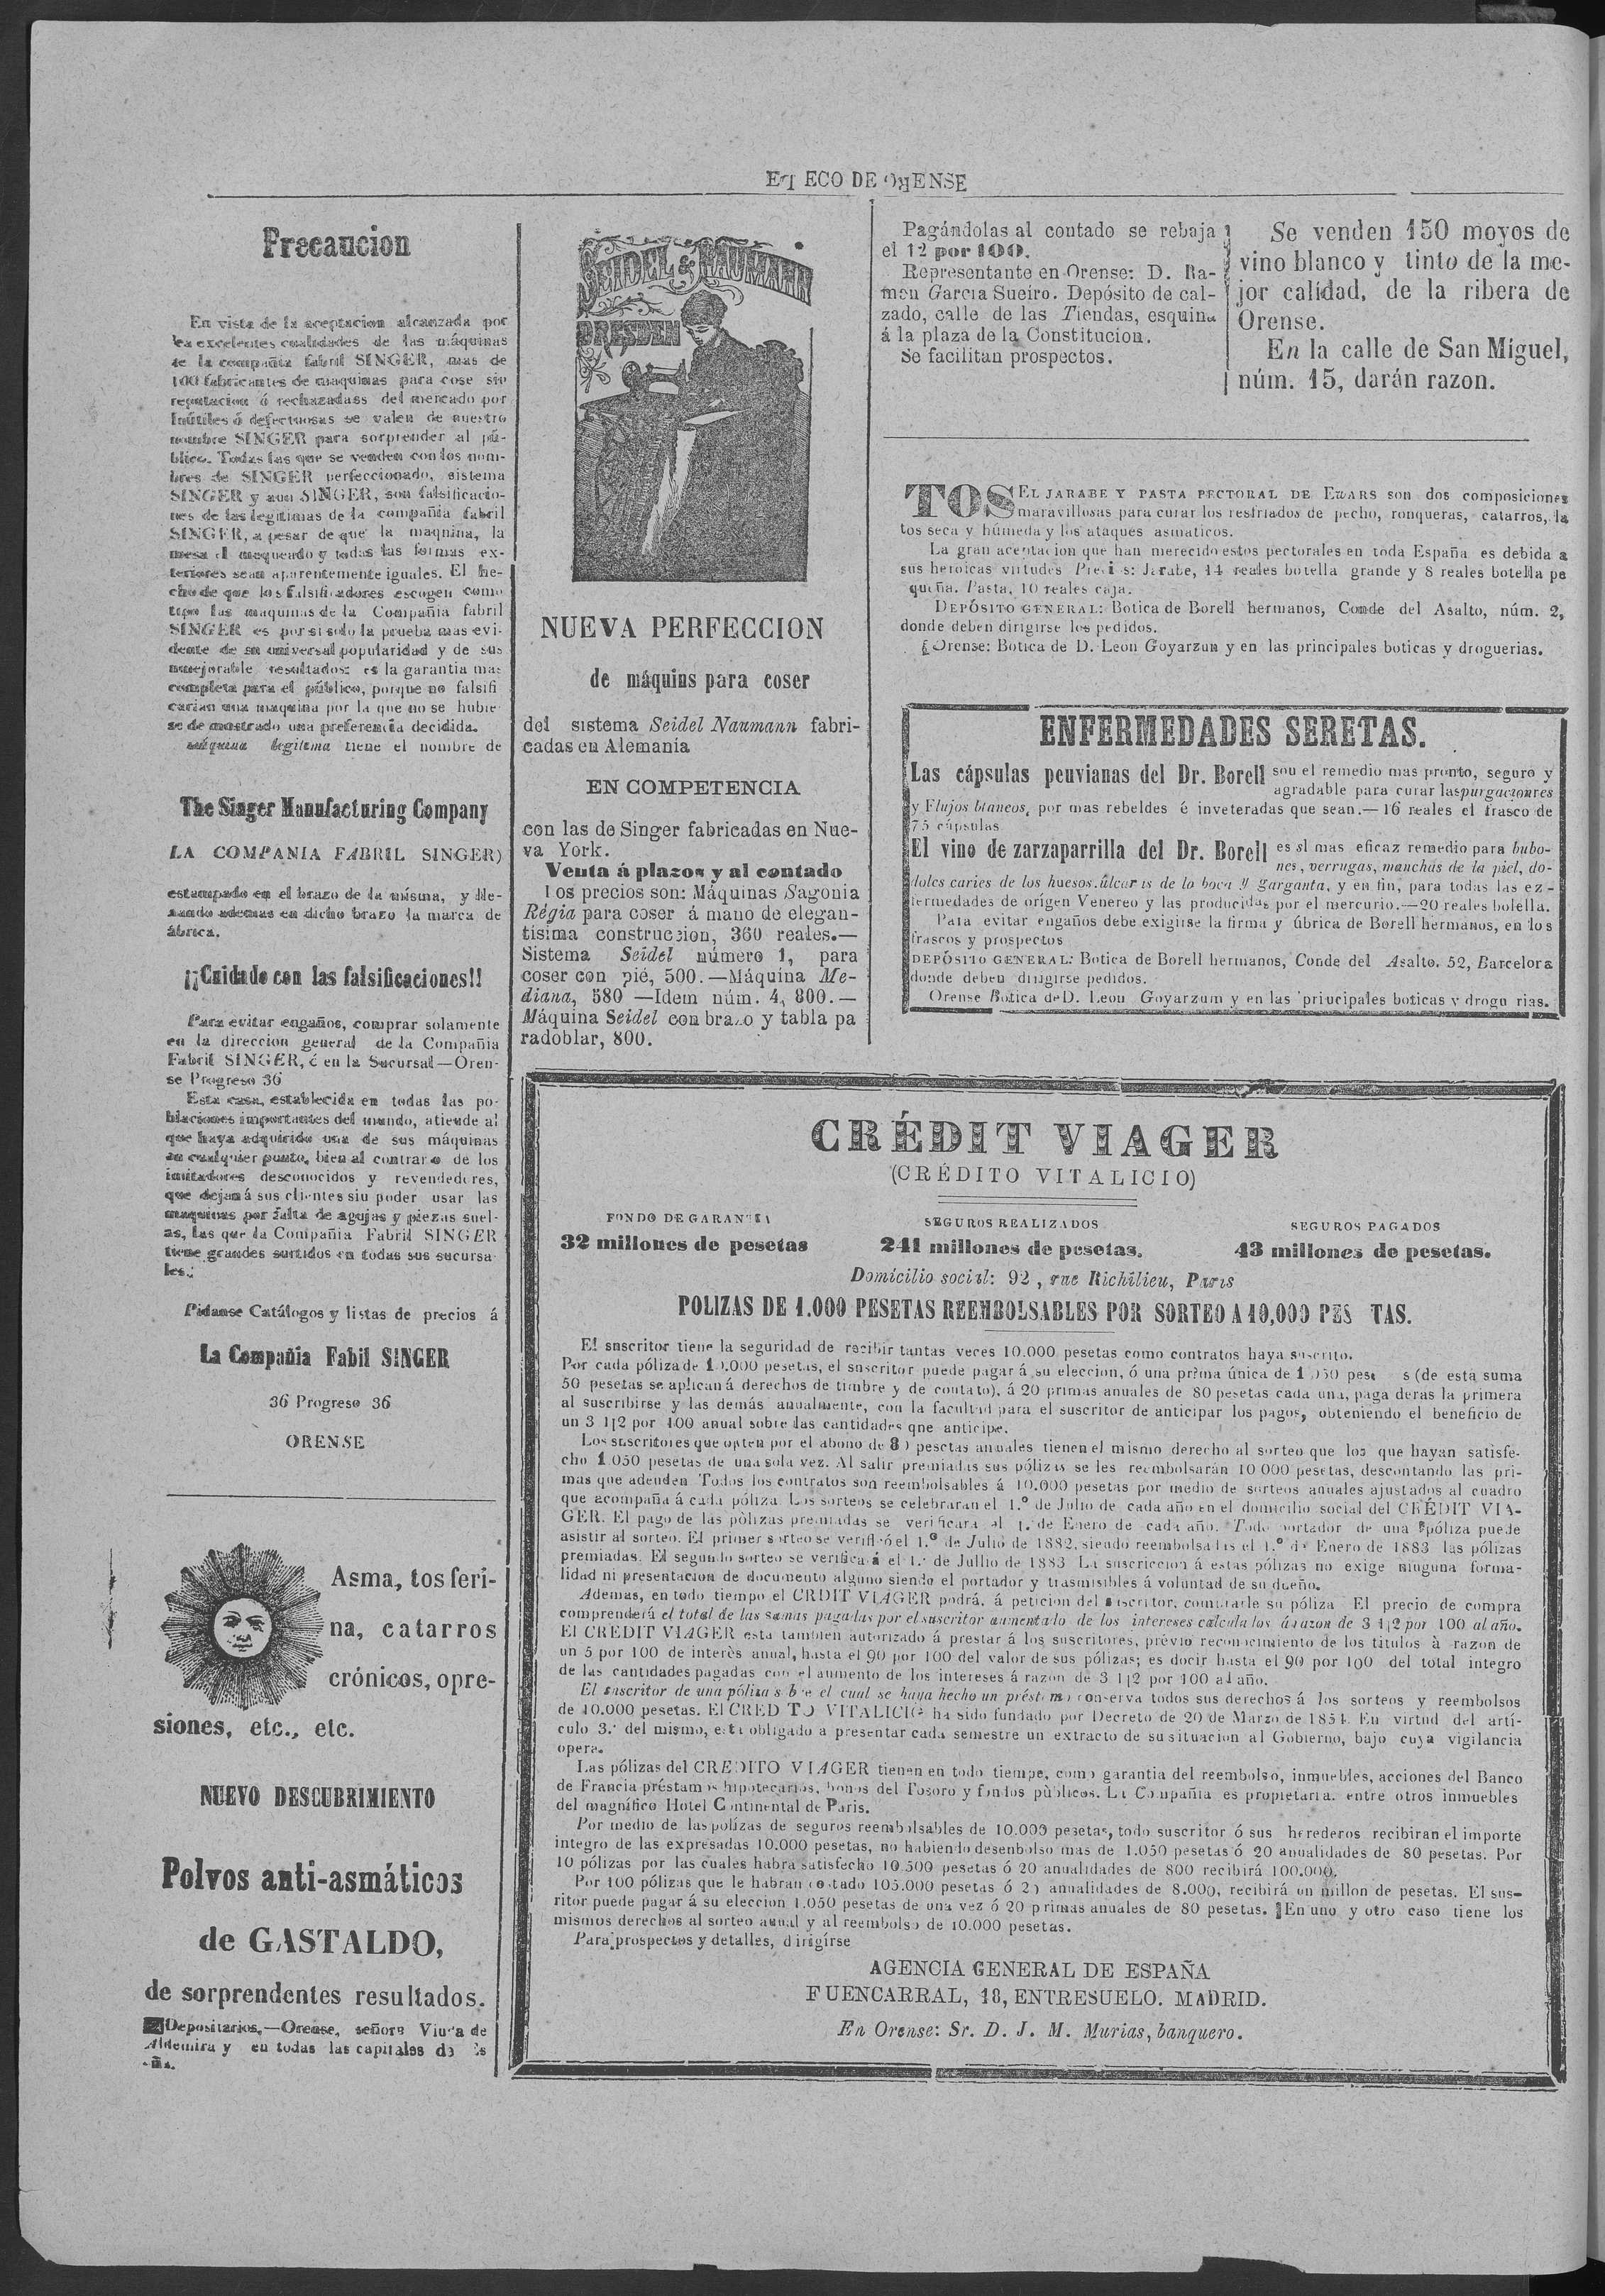 EL ECO DE ORENSE
Precaucion
En vista de la aceptacion alcanzada por
las excelentes cualidades de las máquinas
de la compañia fabril SINGER, mas de
100 fabricantes de maquinas para cose sin
reputacion ó rechazadass del mercado por
Inútiles ó defectuosas se valen de nuestro
nombre SINGER para sorprender al pú-
blico. Todas las que se venden con los nom-
bres de SINGER perfeccionado, sistema
SINGER y aun SINGER, son falsificacio-
nes de las legitimas de la compañia fabril
SINGER, a pesar de que la maqnina, la
mesa el maqueado y todas las formas ex-
teriores sean aparentemente iguales. El he-
cho de que los falsificadores escogen como
tipo las maquinas de la Compañia fabril
SINGER es por si solo la prueba mas evi-
dente de su universal popularidad y de sus
inmejorable resultados: es la garantia mas
completa para el público, porque no falsifi
carian una maquina por la que no se hubie
se de mostrado una preferencia decidida.
máquina legitima tiene el nombre de
The Singer Manufacturing Company
LA COMPANIA FABRIL SINGER)
estampado en el brazo de la misma, y lle-
vando ademas en dicho brazo la marca de
ábrica.
¡¡Cuidado con las falsificaciones!!
Para evitar engaños, comprar solamente
en la direccion general de la Compañia
Fabril SINGER, é en la Sucursal—Oren-
se Progreso 36
Esta casa, establecida en todas las po-
blaciones importantes del mundo, atiende al
que haya adquirido una de sus máquinas
en cualquier punto, bien al contrario de los
imitadores desconocidos y revendedores,
que dejan á sus clientes siu poder usar las
maquinas por falta de agujas y piezas suel-
as, las que la Compañia Fabril SINGER
tiene grandes surtidos en todas sus sucursa
les.
Pidanse Catálogos y listas de precios á
La Compañia Fabil SINGER
36 Progreso 36
ORENSE
Asma, tos feri-
na, catarros
crónicos, opre-
siones, etc., etc.
NUEVO DESCUBRIMIENTO
Polvos anti-asmáticos
de GASTALDO,
de sorprendentes resultados.
Depositarios,—Orense, señora Viuda de
Aldemira y en todas las capitales de Es
SEIDEL & NAUMANN
DRESDEN
NUEVA PERFECCION
de máquins para coser
del sistema Seidel Naumann fabri-
cadas en Alemania
EN COMPETENCIA
con las de Singer fabricadas en Nue-
va York.
Venta á plazos y al contado
Los precios son: Máquinas Sagonia
Régia para coser á mano de elegan-
tísima construccion, 360 reales.—
Sistema Seidel número 1, para
coser con pié, 500.—Máquina Me-
diana, 580 —Idem núm. 4, 800.—
Máquina Seidel con brazo y tabla pa
radoblar, 800.
Pagándolas al contado se rebaja
el 12 por 100.
Representante en Orense: D. Ra-
mon Garcia Sueiro. Depósito de cal-
zado, calle de las Tiendas, esquina
á la plaza de la Constitucion.
Se facilitan prospectos.
Se venden 150 moyos de
vino blanco y tinto de la me-
jor calidad, de la ribera de
Orense.
En la calle de San Miguel,
núm. 15, darán razon.
TOS EL JARABE Y PASTA PECTORAL DE EWARS son dos composiciones
maravillosas para curar los resfriados de pecho, ronqueras, catarros, la
tos seca y húmeda y los ataques asmaticos.
La gran aceptacion que han merecido estos pectorales en toda España es debida a
sus heroicas virtudes Precios: Jarabe, 14 reales botella grande y 8 reales botella pe
queña. Pasta, 10 reales caja.
DEPÓSITO GENERAL: Botica de Borell hermanos, Conde del Asalto, núm. 2,
donde deben dirigirse los pedidos.
Orense: Botica de D. Leon Goyarzun y en las principales boticas y droguerias.
ENFERMEDADES SERETAS.
Las cápsulas peuvianas del Dr. Borell sou el remedio mas pronto, seguro y
agradable para curar las purgaciones
y Flujos blancos, por mas rebeldes é inveteradas que sean.—16 reales el frasco de
75 cápsulas
El vino de zarzaparrilla del Dr. Borell es sl mas eficaz remedio para bubo-
nes, verrugas, manchas de la piel, do-
doles caries de los huesos. úlceras de lo boca y garganta, y en fin, para todas las ez-
fermedades de orígen Venereo y las producidas por el mercurio.—20 reales bolella.
Para evitar engaños debe exigirse la firma y úbrica de Borell hermanos, en los
frascos y prospectos
DEPÓSITO GENERAL: Botica de Borell hermanos, Conde del Asalto. 52, Barcelora
donde deben dirigirse pedidos.
Orense Botica de D. Leon Goyarzum y en las principales boticas y drogu rias.
CRÉDIT VIAGER
(CRÉDITO VITALICIO)
FONDO DE GARANTIA
32 millones de pesetas
SEGUROS REALIZADOS
241 millones de pesetas.
SEGUROS PAGADOS
43 millones de pesetas.
Domicilio social: 92, rue Richilieu, Paris
POLIZAS DE 1.000 PESETAS REEMBOLSABLES POR SORTEO A 10,000 PES TAS.
El snscritor tiene la seguridad de recibir tantas veces 10.000 pesetas como contratos haya suscrito.
Por cada póliza de 10.000 pesetas, el snscritor puede pagar á su eleccion, ó una prima única de 1.050 pese s (de esta suma
50 pesetas se aplican á derechos de timbre y de contato), á 20 primas anuales de 80 pesetas cada una, paga deras la primera
al suscribirse y las demás anualmente, con la facultad para el suscritor de anticipar los pagos, obteniendo el beneficio de
un 3 1|2 por 100 anual sobre las cantidades qne anticipe.
Los suscritores que opten por el abono de 80 pesetas anuales tienen el mismo derecho al sorteo que los que hayan satisfe-
cho 1.050 pesetas de una sola vez. Al salir premiadas sus pólizas se les reembolsarán 10 000 pesetas, descontando las pri-
mas que adeuden Todos los contratos son reembolsables á 10.000 pesetas por medio de sorteos anuales ajustados al cuadro
que acompaña á cada póliza. Los sorteos se celebraran el 1.º de Julio de cada año en el domicilio social del CRÉDIT VIA-
GER. El pago de las pòlizas premiadas se verificara el 1. de Enero de cada año. Todo portador de una póliza puede
asistir al sorteo. El primer sorteo se verificó el 1.º de Julio de 1882, siendo reembolsadas el 1.º de Enero de 1883 las pólizas
premiadas. El segundo sorteo se verificará el 1.º de Jullio de 1883 La suscriccion á estas pólizas no exige ninguna forma-
lidad ni presentacion de documento alguno siendo el portador y trasmisibles á voluntad de su dueño.
Ademas, en todo tiempo el CRDIT VIAGER podrá, á peticion del suscritor, comprarle su póliza El precio de compra
comprenderá el total de las sumas pagadas por el suscritor aumentado de los intereses calculados á razon de 3 1|2 por 100 al año.
El CREDIT VIAGER esta tambien autorizado á prestar á los suscritores, prévio reconocimiento de los titulos à razon de
un 5 por 100 de interès anual, hasta el 90 por 100 del valor de sus pólizas; es docir hasta el 90 por 100 del total integro
de las cantidades pagadas con el aumento de los intereses á razon de 3 1|2 por 100 al año.
El suscritor de una póliza sobre el cual se haya hecho un préstamo conserva todos sus derechos á los sorteos y reembolsos
de 10.000 pesetas. El CREDTO VITALICIO ha sido fundado por Decreto de 20 de Marzo de 1854. En virtud del artí-
culo 3.º del mismo, está obligado a presentar cada semestre un extracto de su situacion al Gobierno, bajo cuya vigilancia
opera.
Las pólizas del CREDITO VIAGER tienen en todo tiempe, como garantia del reembolso, inmuebles, acciones del Banco
de Francia préstamos hipotecarios, bonos del Tosoro y fondos pùblicos. La Compañia es propietaria. entre otros inmuebles
del magnífico Hotel Continental de Paris.
Por medio de las polízas de seguros reembolsables de 10.000 pesetas, todo suscritor ó sus herederos recibiran el importe
integro de las expresadas 10.000 pesetas, no habiendo desenbolso mas de 1.050 pesetas ó 20 anualidades de 80 pesetas. Por
10 pólizas por las cuales habra satisfecho 10 500 pesetas ó 20 anualidades de 800 recibirá 100.000.
Por 100 pólizas que le habran costado 105.000 pesetas ó 20 anualidades de 8.000, recibirá un millon de pesetas. El sus-
ritor puede pagar á su eleccion 1.050 pesetas de una vez ó 20 primas anuales de 80 pesetas. En uno y otro caso tiene los
mismos derechos al sorteo anual y al reembolso de 10.000 pesetas.
Para prospectos y detalles, dirigírse
AGENCIA GENERAL DE ESPAÑA
FUENCARRAL, 18, ENTRESUELO. MADRID.
En Orense: Sr. D. J. M. Murias, banquero.